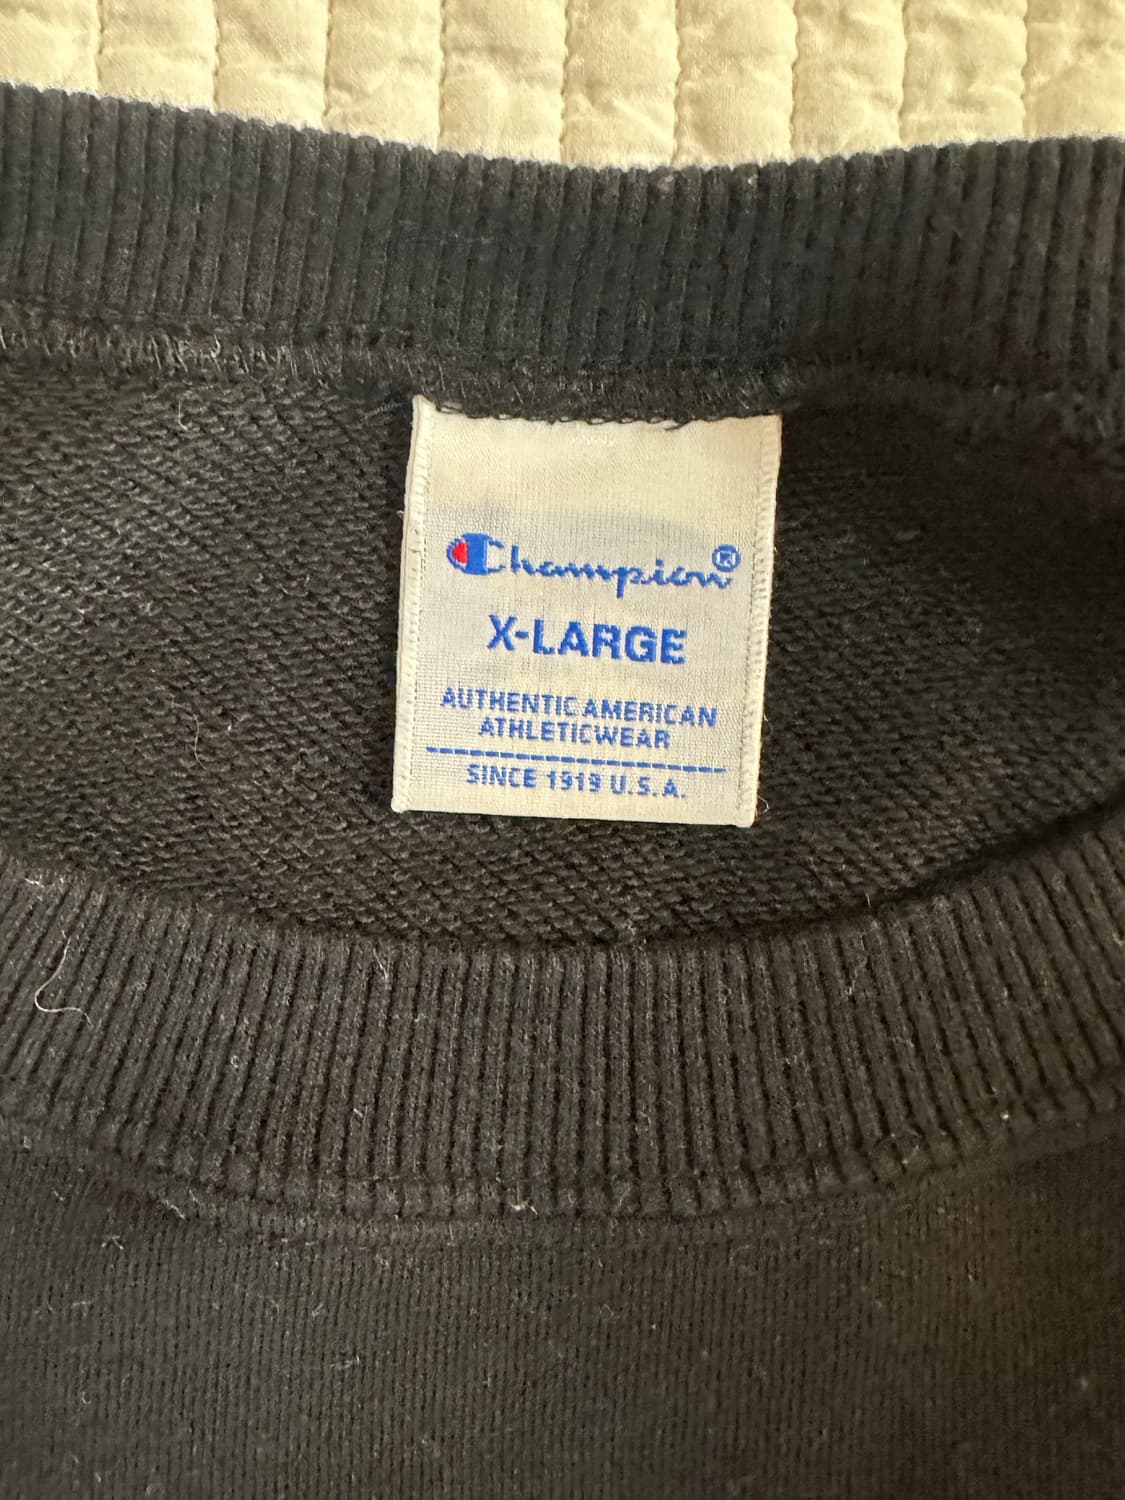 Champion®
X-LARGE
AUTHENTIC AMERICAN
ATHLETICWEAR
SINCE 1919 U.S.A.